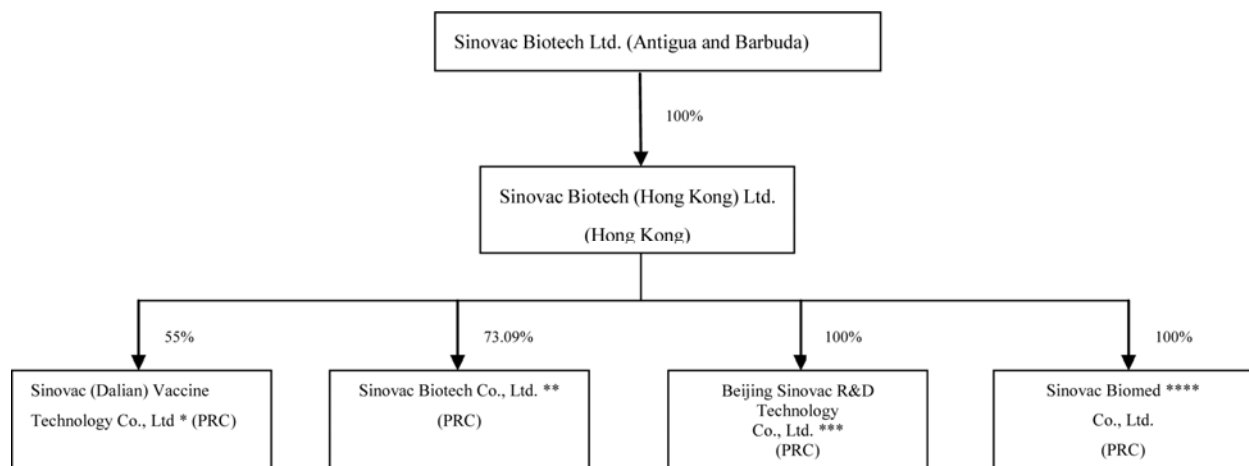 Sinovac Biotech Ltd. (Antigua and Barbuda)
100%
Sinovac Biotech (Hong Kong) Ltd.
(Hong Kong)
55%
73.09%
100%
100%
Sinovac (Dalian) Vaccine
Technology Co., Ltd * (PRC)
Sinovac Biotech Co., Ltd. **
(PRC)
Beijing Sinovac R&D
Technology
Co., Ltd. ***
(PRC)
Sinovac Biomed ****
Co., Ltd.
(PRC)